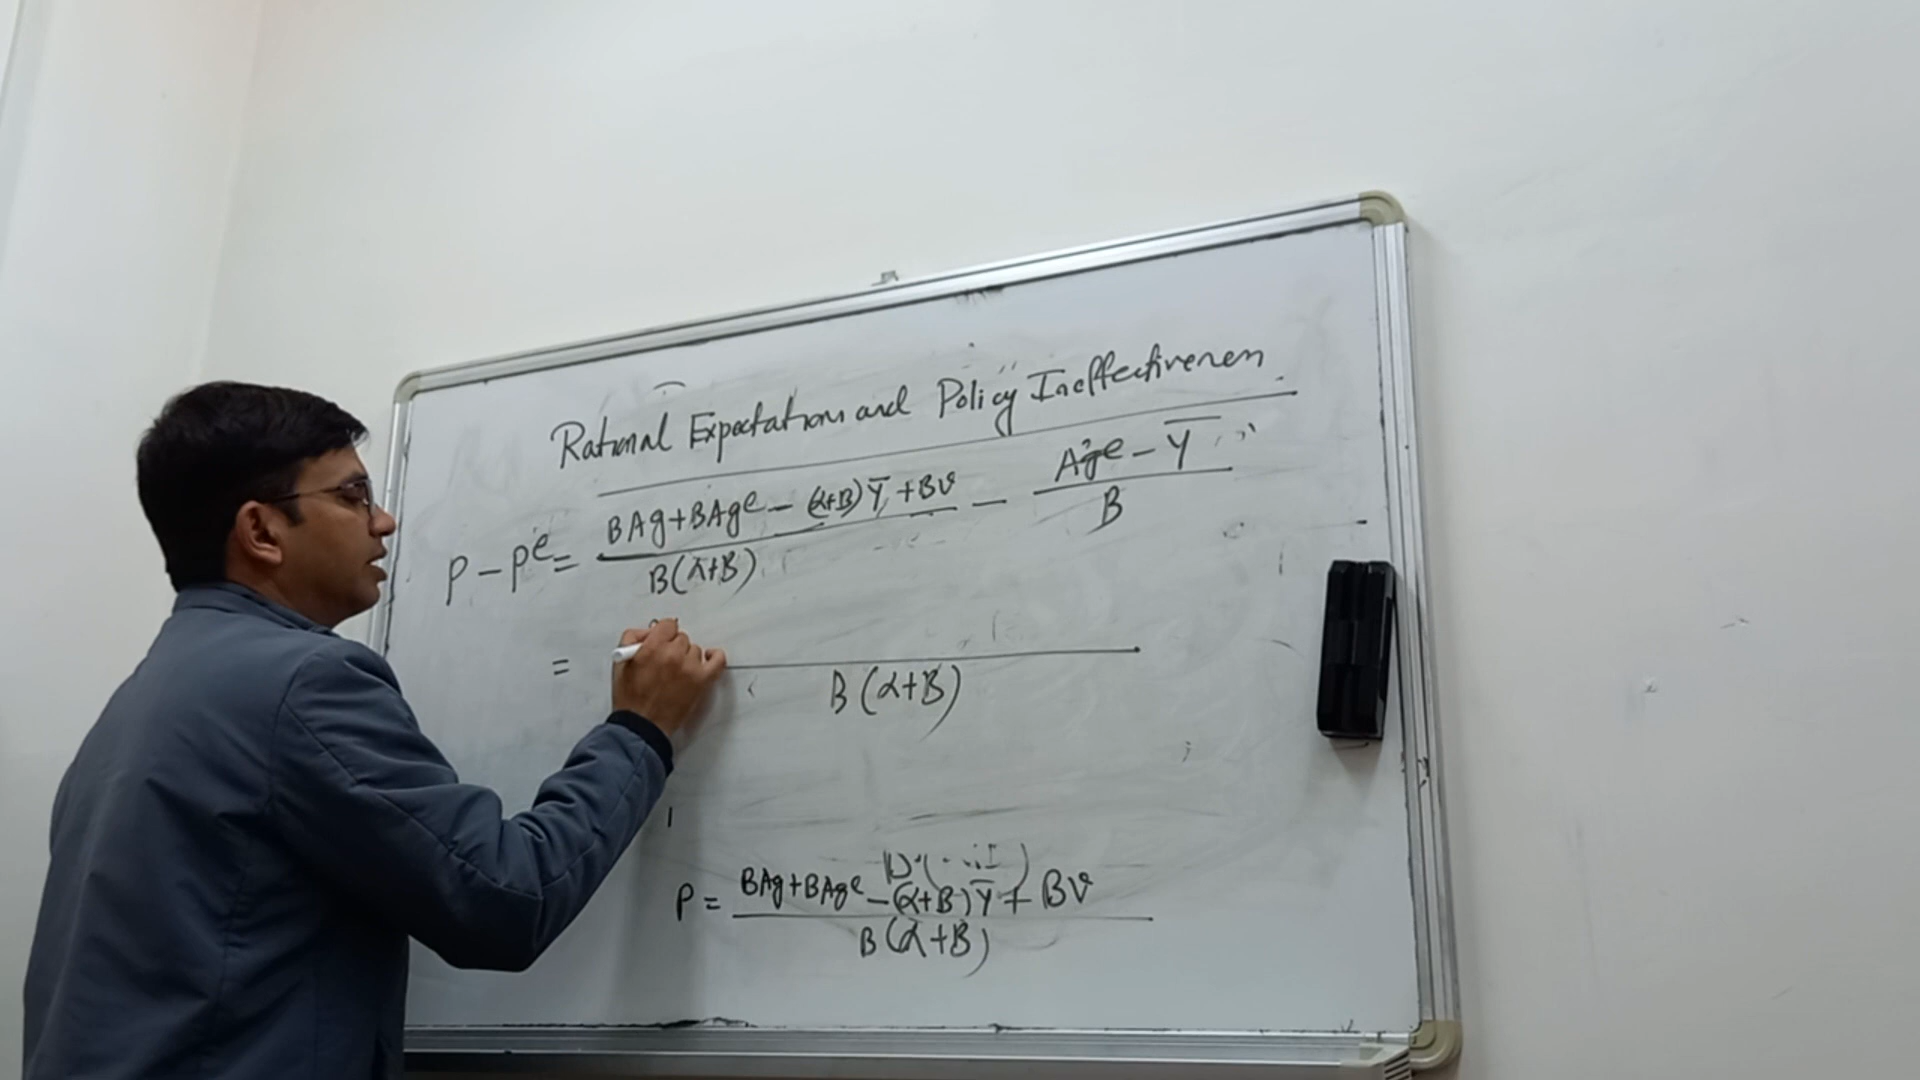 Rational Expectations and Policy Ineffectiveness
P - Pᵉ = BAg + BAgᵉ - (α+B)Ȳ + Bv / B(α+B) - Agᵉ - Ȳ / B
= / B(α+B)
P = BAg + BAgᵉ - (α+B)Ȳ + Bv / B(α+B)